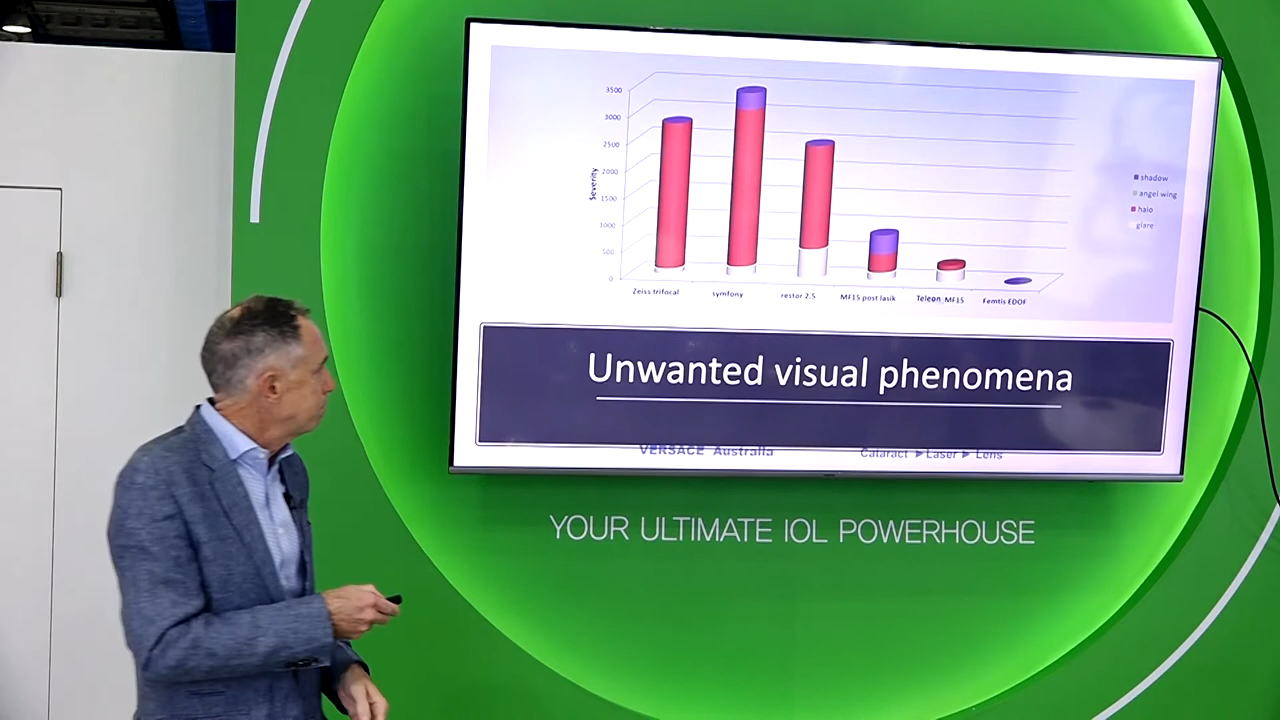 3500
3000
2500
2000
1500
1000
500
0
Severity
Zeiss trifocal
symfony
restor 2.5
MF15 post lasik
Teleon MF15
Femtis EDOF
shadow
angel wing
halo
glare
Unwanted visual phenomena
VERSACE Australia
Cataract ▶ Laser ▶ Lens
YOUR ULTIMATE IOL POWERHOUSE